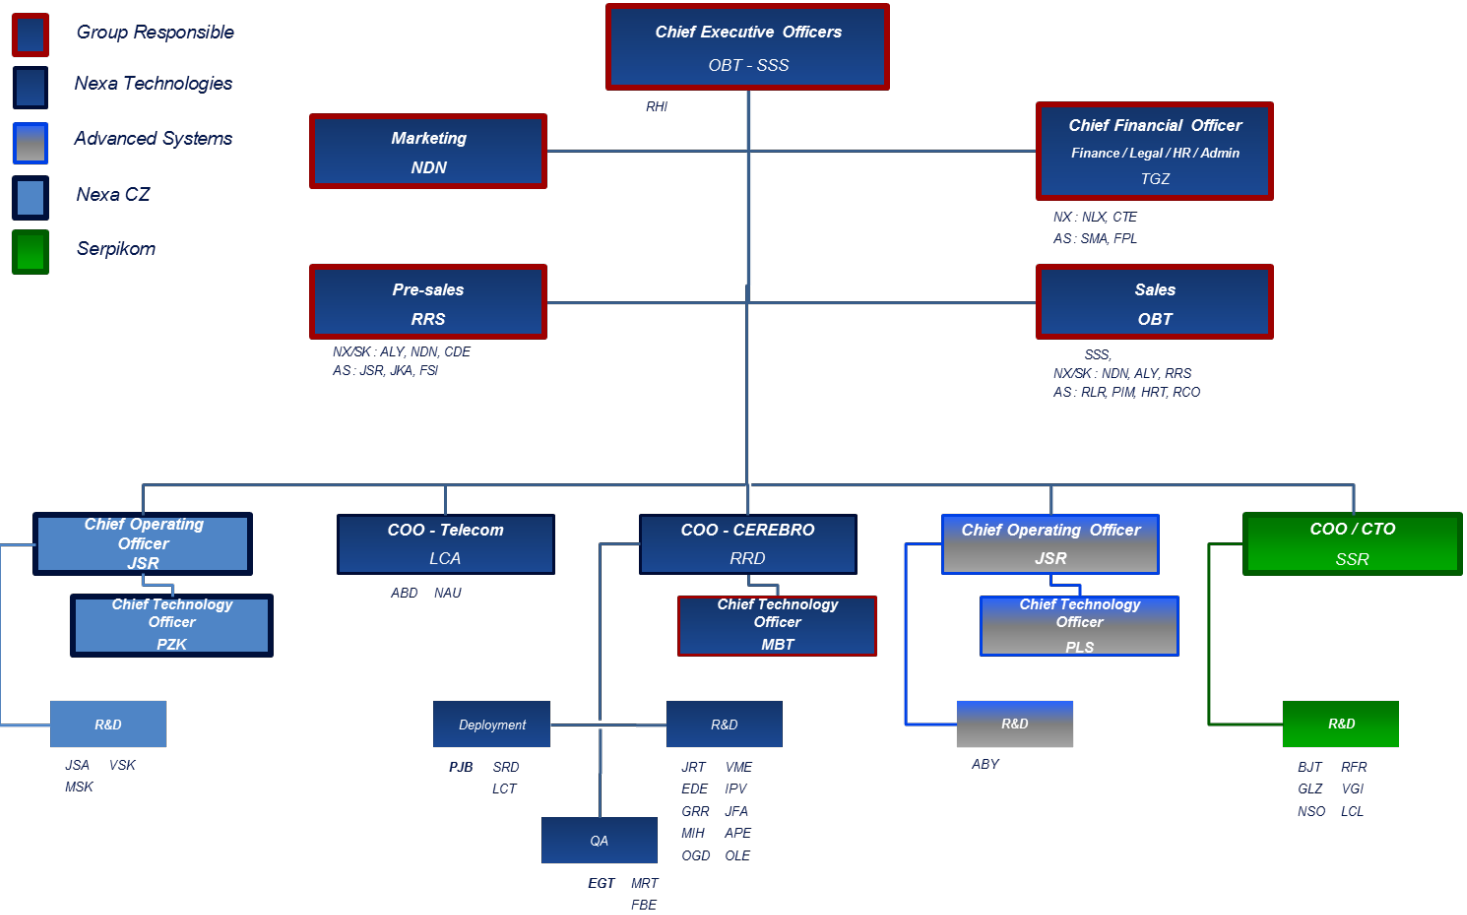 Group Responsible
Nexa Technologies
Advanced Systems
Nexa CZ
Serpikom
Chief Executive Officers
OBT - SSS
RHI
Marketing
NDN
Chief Financial Officer
Finance / Legal / HR / Admin
TGZ
NX : NLX, CTE
AS : SMA, FPL
Pre-sales
RRS
NX/SK : ALY, NDN, CDE
AS : JSR, JKA, FSI
Sales
OBT
SSS,
NX/SK : NDN, ALY, RRS
AS : RLR, PIM, HRT, RCO
Chief Operating
Officer
JSR
Chief Technology
Officer
PZK
R&D
JSA VSK
MSK
COO - Telecom
LCA
ABD NAU
COO - CEREBRO
RRD
Chief Technology
Officer
MBT
Deployment
PJB SRD
LCT
R&D
JRT VME
EDE IPV
GRR JFA
MIH APE
OGD OLE
QA
EGT MRT
FBE
Chief Operating Officer
JSR
Chief Technology
Officer
PLS
R&D
ABY
COO / CTO
SSR
R&D
BJT RFR
GLZ VGI
NSO LCL